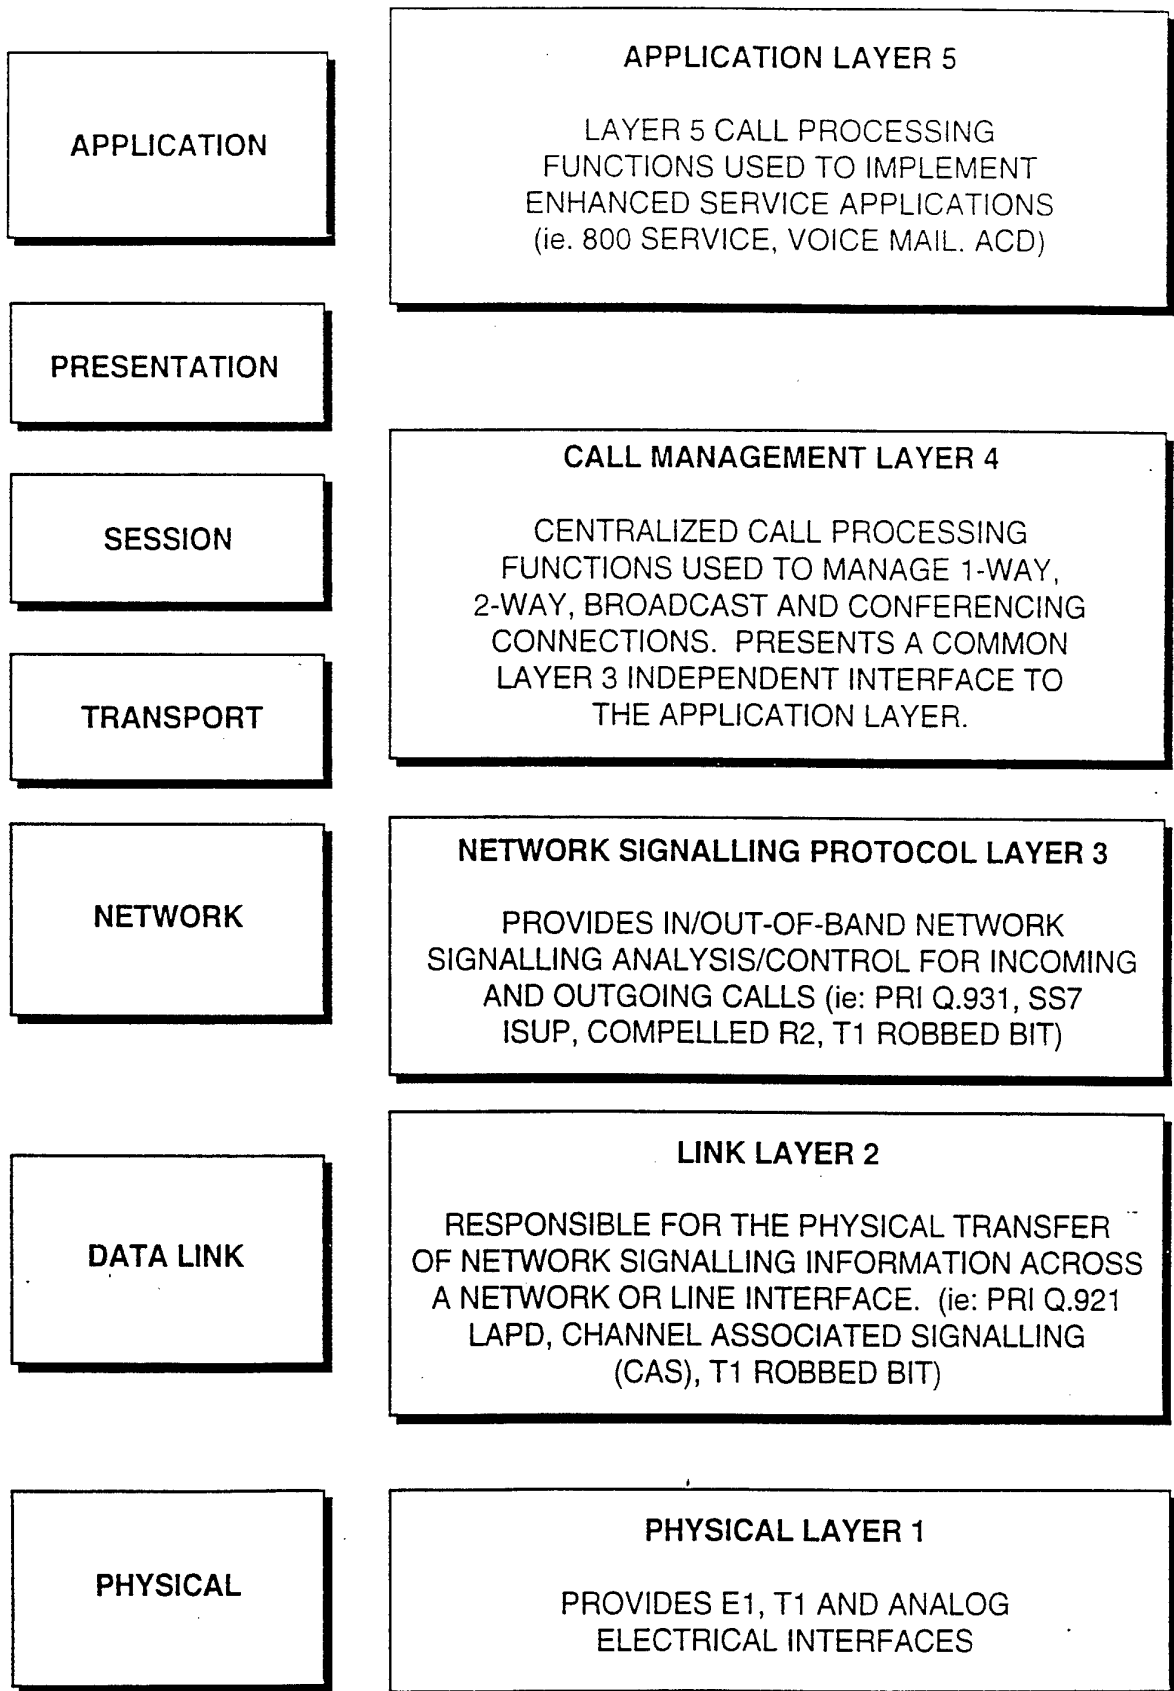 APPLICATION
APPLICATION LAYER 5
LAYER 5 CALL PROCESSING
FUNCTIONS USED TO IMPLEMENT
ENHANCED SERVICE APPLICATIONS
(ie. 800 SERVICE, VOICE MAIL. ACD)
PRESENTATION
SESSION
TRANSPORT
CALL MANAGEMENT LAYER 4
CENTRALIZED CALL PROCESSING
FUNCTIONS USED TO MANAGE 1-WAY,
2-WAY, BROADCAST AND CONFERENCING
CONNECTIONS. PRESENTS A COMMON
LAYER 3 INDEPENDENT INTERFACE TO
THE APPLICATION LAYER.
NETWORK
NETWORK SIGNALLING PROTOCOL LAYER 3
PROVIDES IN/OUT-OF-BAND NETWORK
SIGNALLING ANALYSIS/CONTROL FOR INCOMING
AND OUTGOING CALLS (ie: PRI Q.931, SS7
ISUP, COMPELLED R2, T1 ROBBED BIT)
DATA LINK
LINK LAYER 2
RESPONSIBLE FOR THE PHYSICAL TRANSFER
OF NETWORK SIGNALLING INFORMATION ACROSS
A NETWORK OR LINE INTERFACE. (ie: PRI Q.921
LAPD, CHANNEL ASSOCIATED SIGNALLING
(CAS), T1 ROBBED BIT)
PHYSICAL
PHYSICAL LAYER 1
PROVIDES E1, T1 AND ANALOG
ELECTRICAL INTERFACES